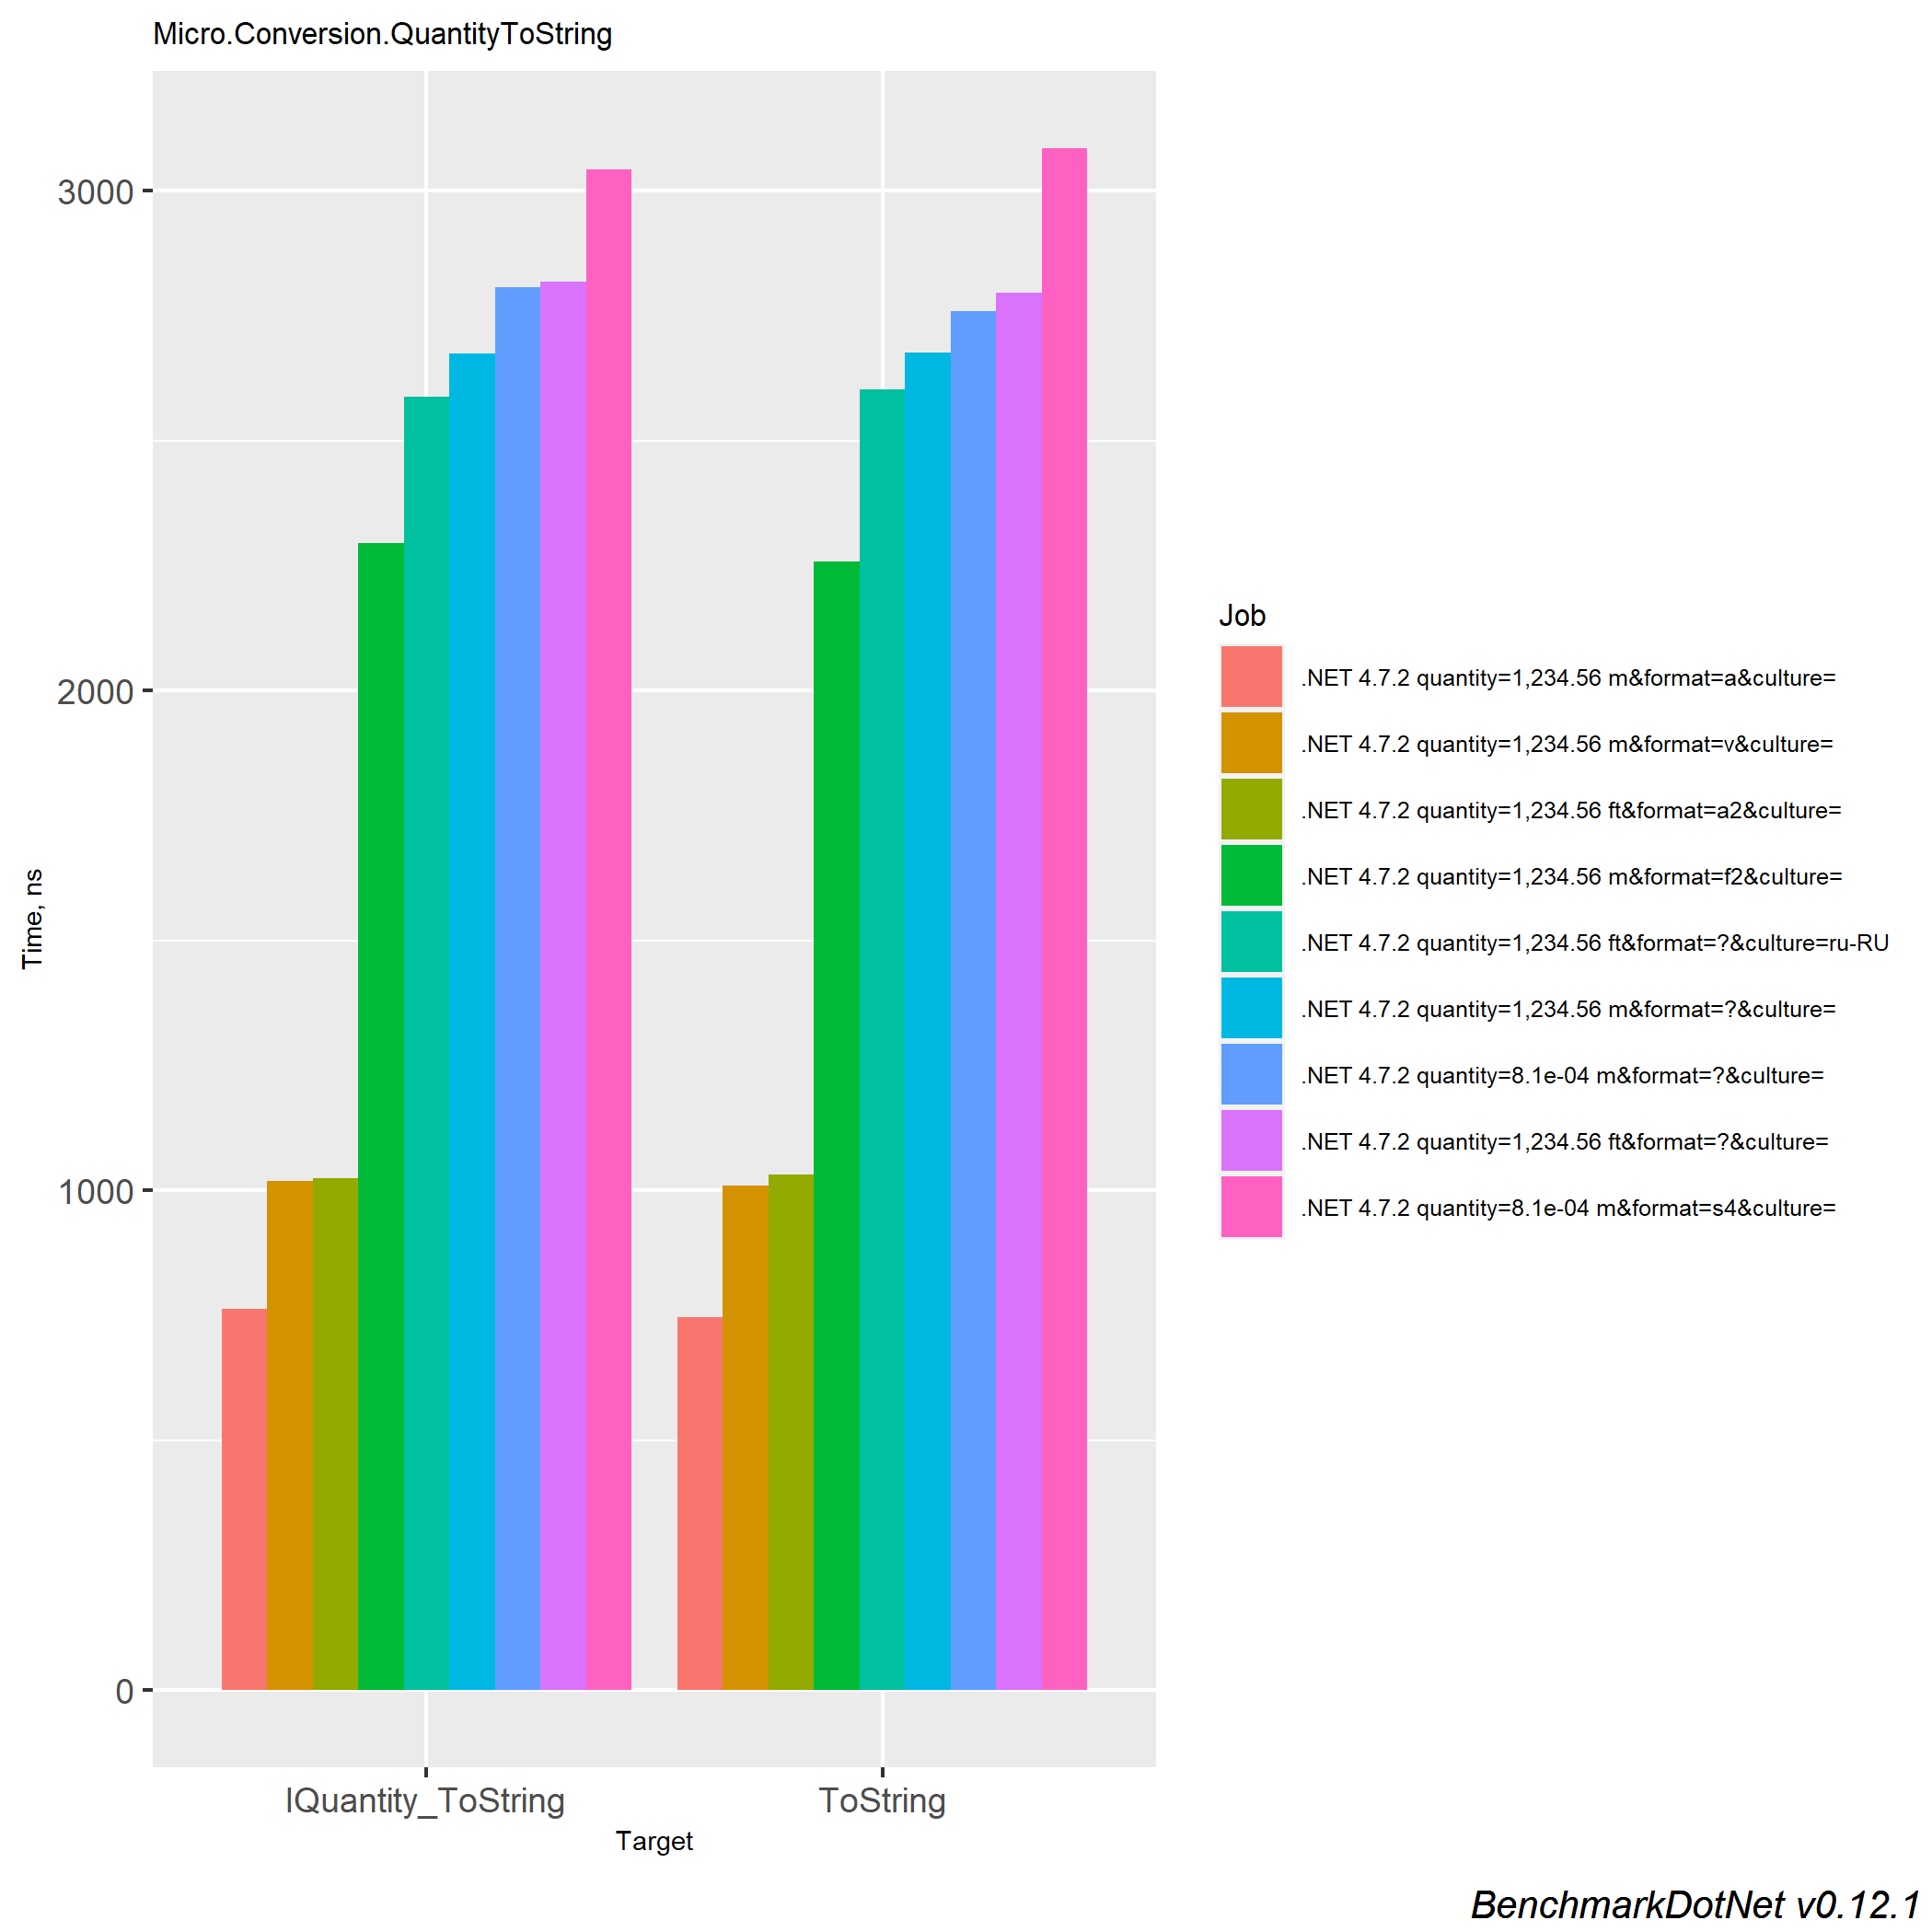 Micro.Conversion.QuantityToString
3000
2000
1000
0
Time, ns
IQuantity_ToString
ToString
Target
Job
.NET 4.7.2 quantity=1,234.56 m&format=a&culture=
.NET 4.7.2 quantity=1,234.56 m&format=v&culture=
.NET 4.7.2 quantity=1,234.56 ft&format=a2&culture=
.NET 4.7.2 quantity=1,234.56 m&format=f2&culture=
.NET 4.7.2 quantity=1,234.56 ft&format=?&culture=ru-RU
.NET 4.7.2 quantity=1,234.56 m&format=?&culture=
.NET 4.7.2 quantity=8.1e-04 m&format=?&culture=
.NET 4.7.2 quantity=1,234.56 ft&format=?&culture=
.NET 4.7.2 quantity=8.1e-04 m&format=s4&culture=
BenchmarkDotNet v0.12.1